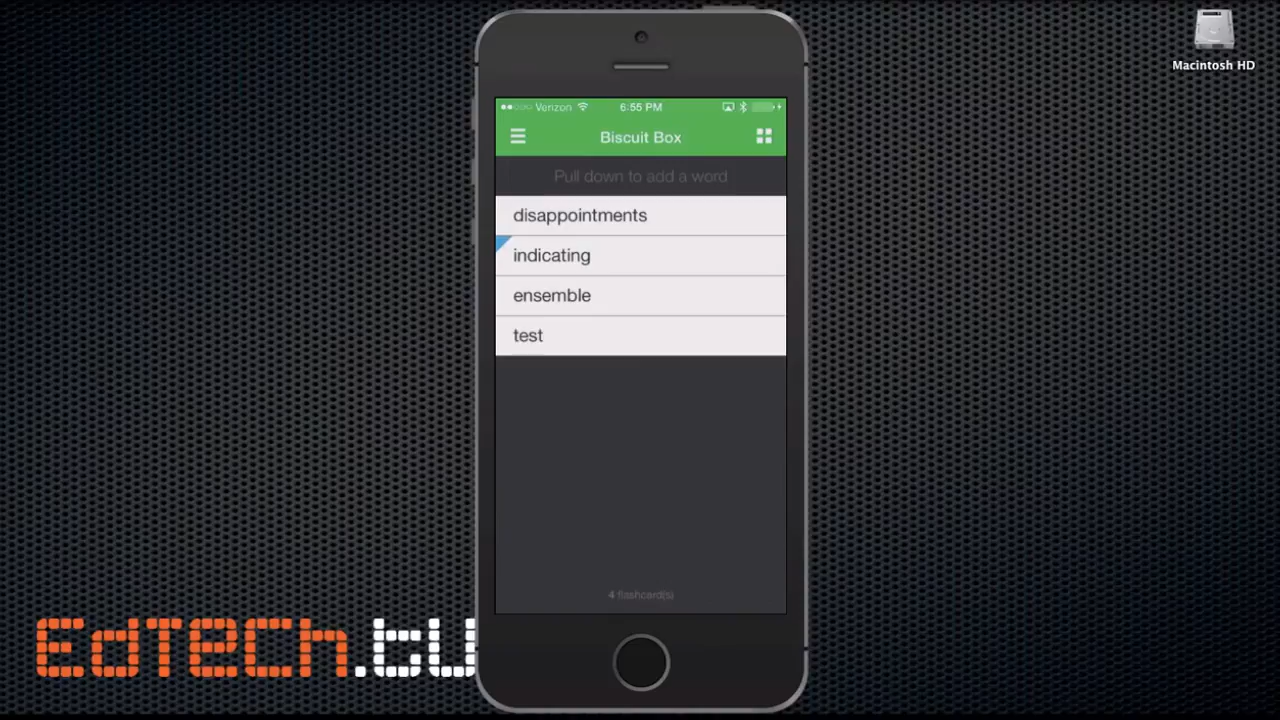 Macintosh HD
Verizon 6:55 PM
Biscuit Box
Pull down to add a word
disappointments
indicating
ensemble
test
4 flashcard(s)
EdTeCh.tU